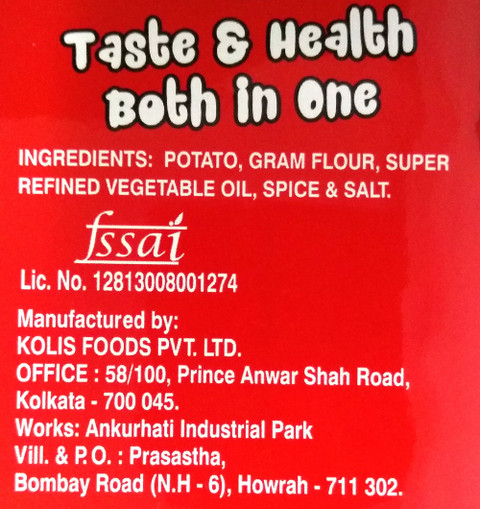 Taste & Health
Both in One
INGREDIENTS: POTATO, GRAM FLOUR, SUPER
REFINED VEGETABLE OIL, SPICE & SALT.
fssai
Lic. No. 12813008001274
Manufactured by:
KOLIS FOODS PVT. LTD.
OFFICE : 58/100, Prince Anwar Shah Road,
Kolkata - 700 045.
Works: Ankurhati Industrial Park
Vill. & P.O. : Prasastha,
Bombay Road (N.H - 6), Howrah - 711 302.